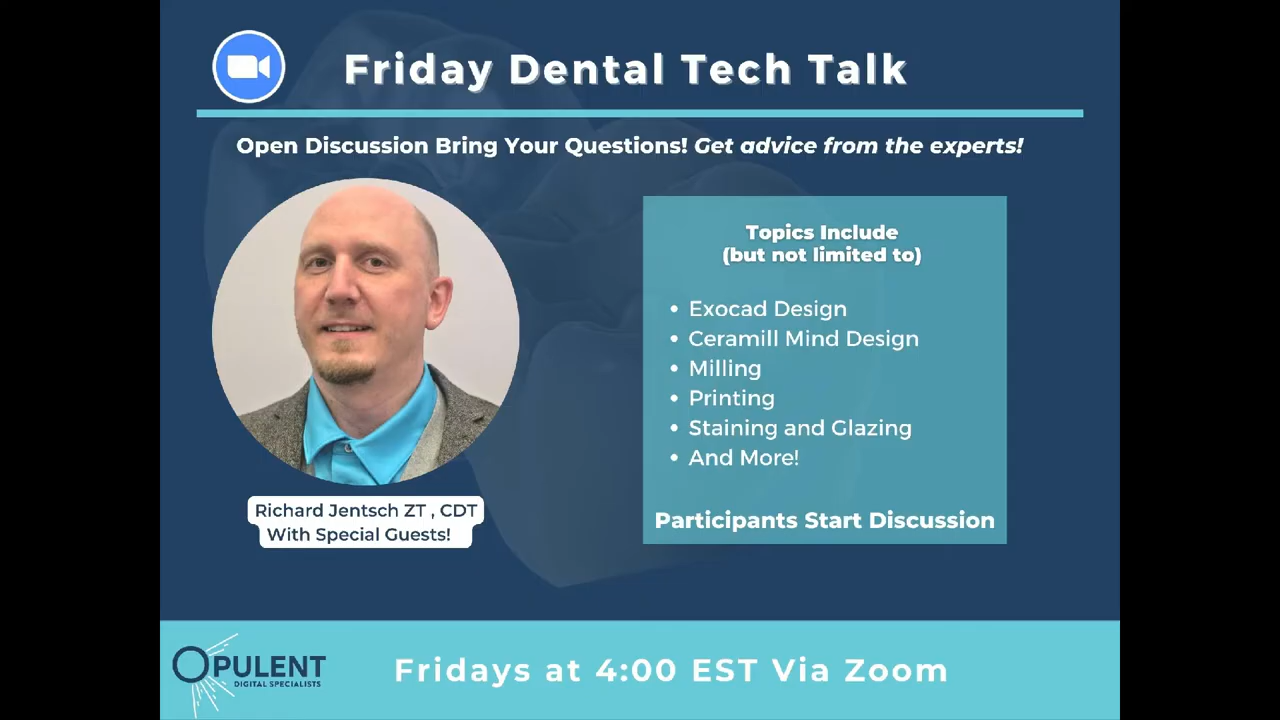 Friday Dental Tech Talk
Open Discussion Bring Your Questions! Get advice from the experts!
Topics Include
(but not limited to)
• Exocad Design
• Ceramill Mind Design
• Milling
• Printing
• Staining and Glazing
• And More!
Participants Start Discussion
Richard Jentsch ZT , CDT
With Special Guests!
OPULENT
DIGITAL SPECIALISTS
Fridays at 4:00 EST Via Zoom